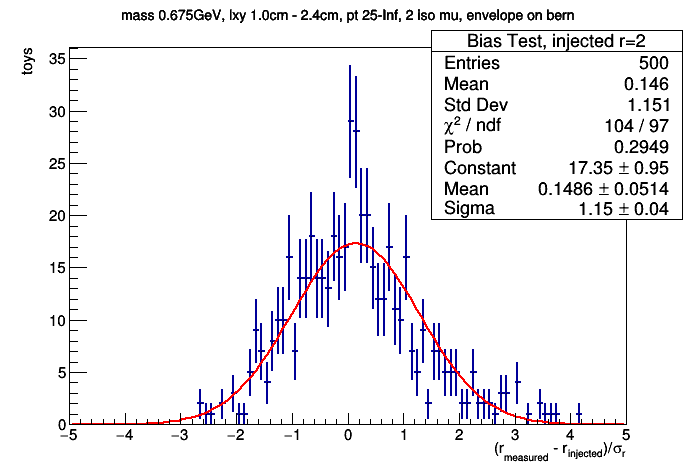 mass 0.675GeV, lxy 1.0cm - 2.4cm, pt 25-Inf, 2 iso mu, envelope on bern
Bias Test, injected r=2
Entries 500
Mean 0.146
Std Dev 1.151
χ² / ndf 104 / 97
Prob 0.2949
Constant 17.35 ± 0.95
Mean 0.1486 ± 0.0514
Sigma 1.15 ± 0.04
toys
35
30
25
20
15
10
5
0
−5 −4 −3 −2 −1 0 1 2 3 4 5
(r_measured - r_injected)/σ_r